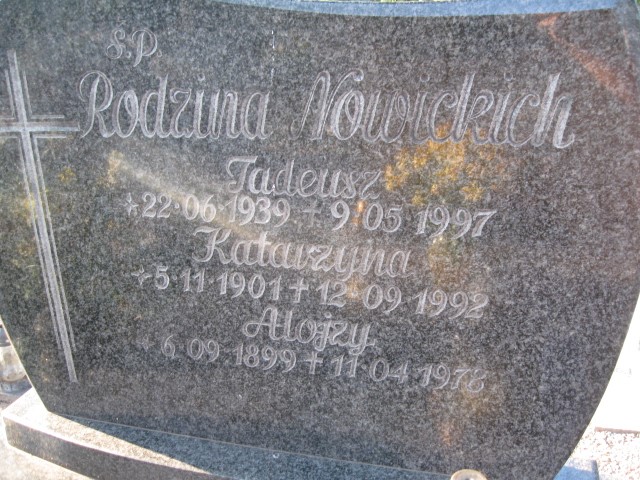 Ś.P.
Rodzina Nowickich
Tadeusz
* 22·06·1939 + 9·05·1997
Katarzyna
* 5·11·1901 + 12·09·1992
Alojzy
* 6·09·1899 + 11·04·1978